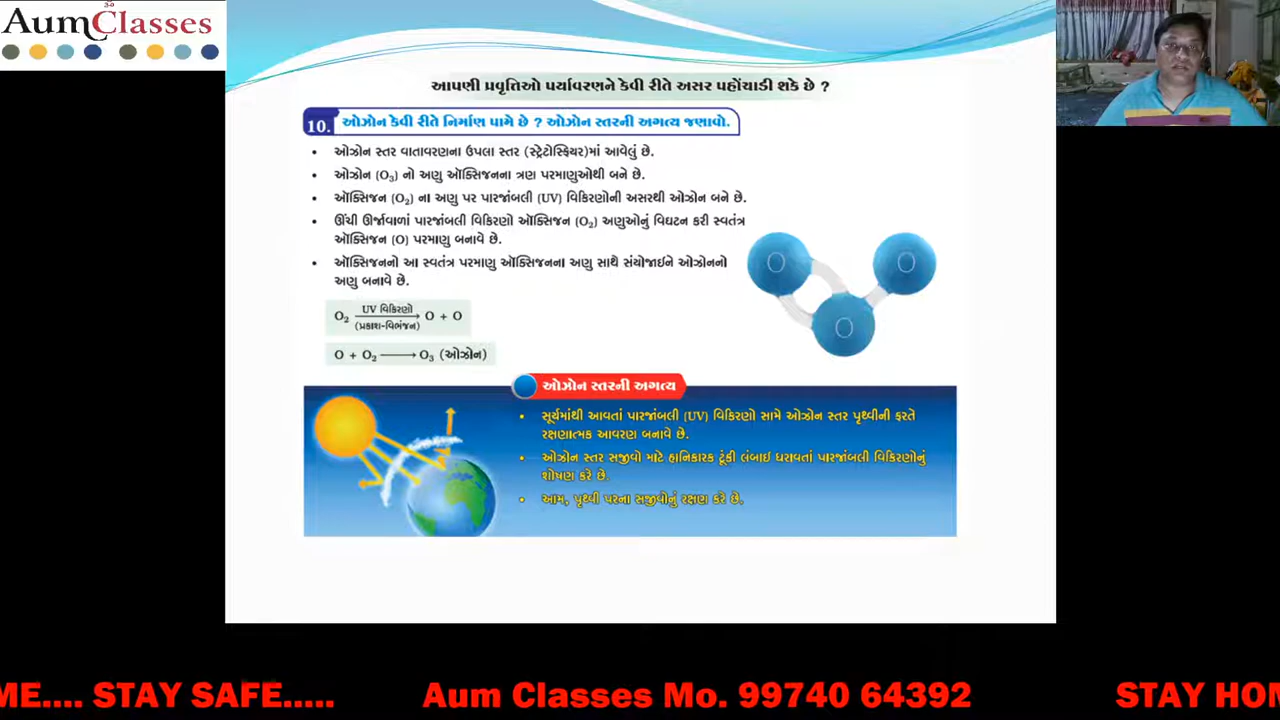 ૐ
AumClasses
આપણી પ્રવૃત્તિઓ પર્યાવરણને કેવી રીતે અસર પહોંચાડી શકે છે ?
10. ઓઝોન કેવી રીતે નિર્માણ પામે છે ? ઓઝોન સ્તરની અગત્ય જણાવો.
• ઓઝોન સ્તર વાતાવરણના ઉપલા સ્તર (સ્ટ્રેટોસ્ફિયર)માં આવેલું છે.
• ઓઝોન (O₃) નો અણુ ઑક્સિજનના ત્રણ પરમાણુઓથી બને છે.
• ઑક્સિજન (O₂) ના અણુ પર પારજાંબલી (UV) વિકિરણોની અસરથી ઓઝોન બને છે.
• ઊંચી ઊર્જાવાળાં પારજાંબલી વિકિરણો ઑક્સિજન (O₂) અણુઓનું વિઘટન કરી સ્વતંત્ર
ઑક્સિજન (O) પરમાણુ બનાવે છે.
• ઑક્સિજનનો આ સ્વતંત્ર પરમાણુ ઑક્સિજનના અણુ સાથે સંયોજાઈને ઓઝોનનો
અણુ બનાવે છે.
O O
O
UV વિકિરણો
O₂ ⟶ O + O
(પ્રકાશ-વિભંજન)
O + O₂ ⟶ O₃ (ઓઝોન)
ઓઝોન સ્તરની અગત્ય
• સૂર્યમાંથી આવતાં પારજાંબલી (UV) વિકિરણો સામે ઓઝોન સ્તર પૃથ્વીની ફરતે
રક્ષણાત્મક આવરણ બનાવે છે.
• ઓઝોન સ્તર સજીવો માટે હાનિકારક ટૂંકી લંબાઈ ધરાવતાં પારજાંબલી વિકિરણોનું
શોષણ કરે છે.
• આમ, પૃથ્વી પરના સજીવોનું રક્ષણ કરે છે.
ME.... STAY SAFE..... Aum Classes Mo. 99740 64392 STAY HOM